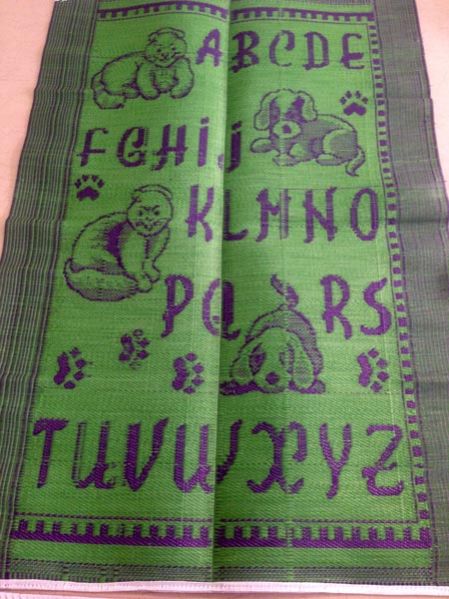 ABCDE
FGHIJ
KLMNO
PQRS
TUVWXYZ